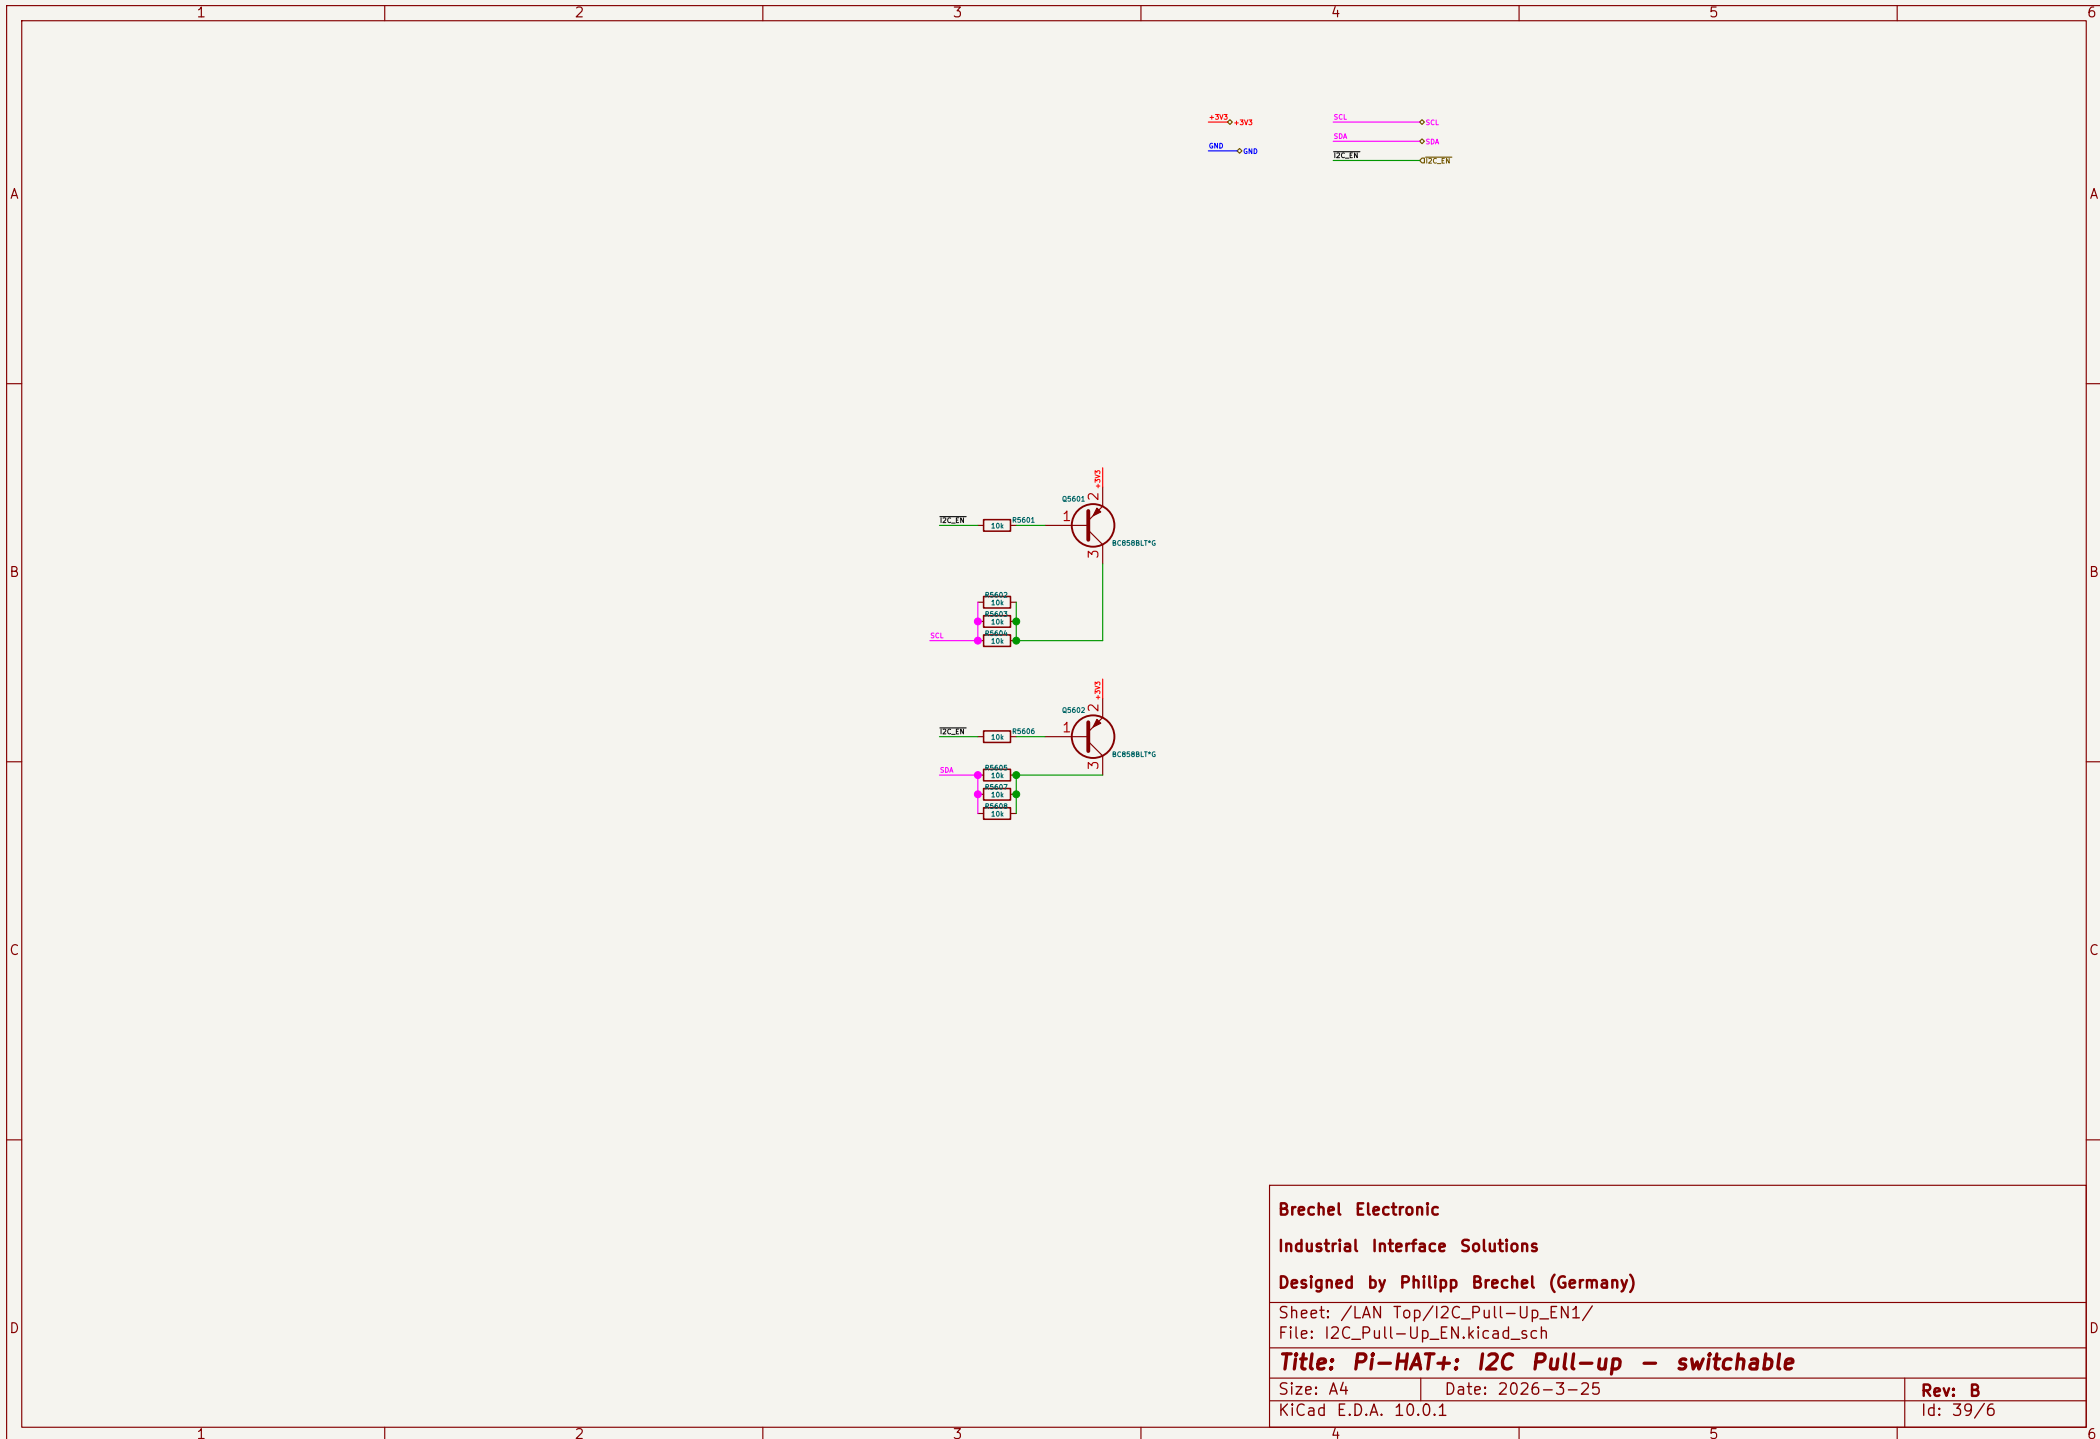 1 2 3 4 5 6
+3V3 +3V3 SCL SCL
SDA SDA
GND GND I2C_EN I2C_EN
A A
+3V3
Q5601 2
I2C_EN 10k R5601 1
BC858BLT*G
3
B B
R5602
10k
R5603
10k
SCL R5604
10k
+3V3
Q5602 2
I2C_EN 10k R5606 1
BC858BLT*G
3
SDA R5605
10k
R5607
10k
R5608
10k
C C
Brechel Electronic
Industrial Interface Solutions
Designed by Philipp Brechel (Germany)
Sheet: /LAN Top/I2C_Pull-Up_EN1/
D D
File: I2C_Pull-Up_EN.kicad_sch
Title: Pi-HAT+: I2C Pull-up - switchable
Size: A4 Date: 2026-3-25 Rev: B
KiCad E.D.A. 10.0.1 Id: 39/6
1 2 3 4 5 6